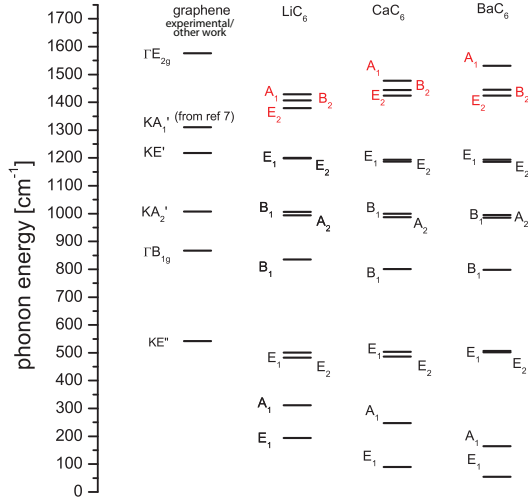 graphene
experimental/
other work
LiC6
CaC6
BaC6
phonon energy [cm-1]
1700
1600
1500
1400
1300
1200
1100
1000
900
800
700
600
500
400
300
200
100
0
ΓE2g
KA1'
(from ref 7)
KE'
KA2'
ΓB1g
KE"
A1
B2
E2
E1
E2
B1
A2
B1
E1
E2
A1
E1
A1
B2
E2
E1
E2
B1
A2
B1
E1
E2
A1
E1
A1
B2
E2
E1
E2
B1
A2
B1
E1
E2
A1
E1